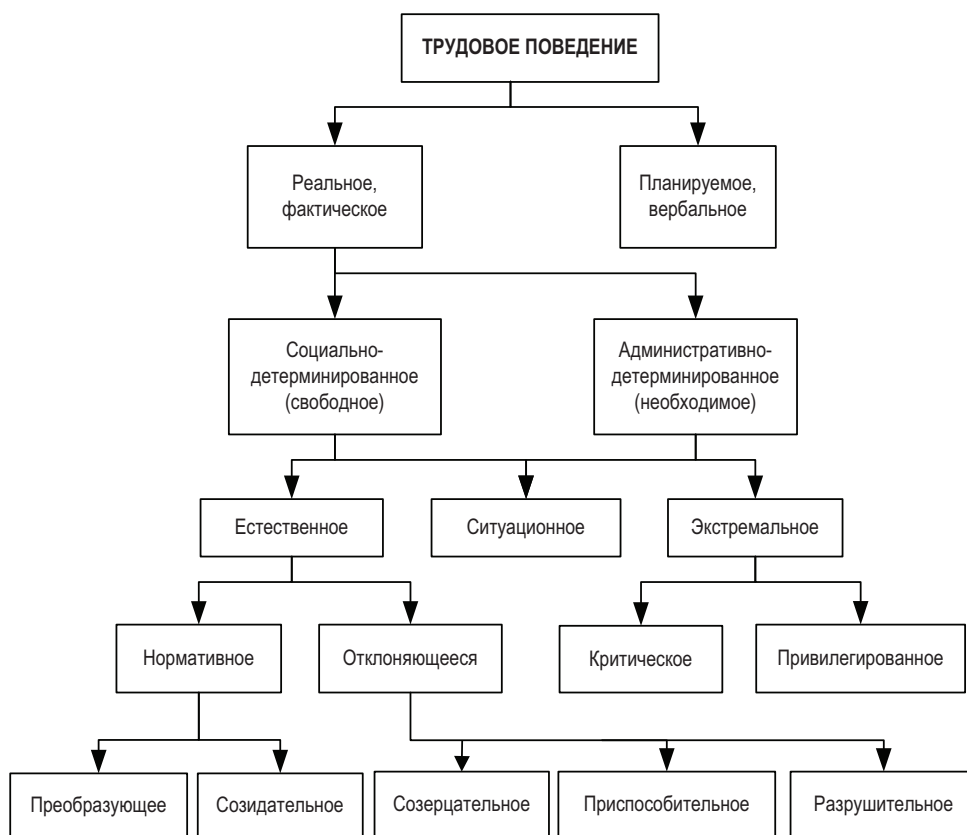 ТРУДОВОЕ ПОВЕДЕНИЕ
Реальное,
фактическое
Планируемое,
вербальное
Социально-
детерминированное
(свободное)
Административно-
детерминированное
(необходимое)
Естественное
Ситуационное
Экстремальное
Нормативное
Отклоняющееся
Критическое
Привилегированное
Преобразующее
Созидательное
Созерцательное
Приспособительное
Разрушительное